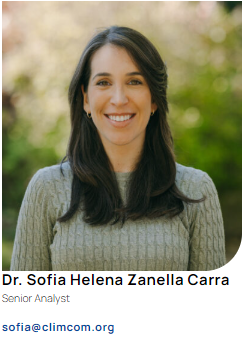 Dr. Sofia Helena Zanella Carra
Senior Analyst
sofia@climcom.org